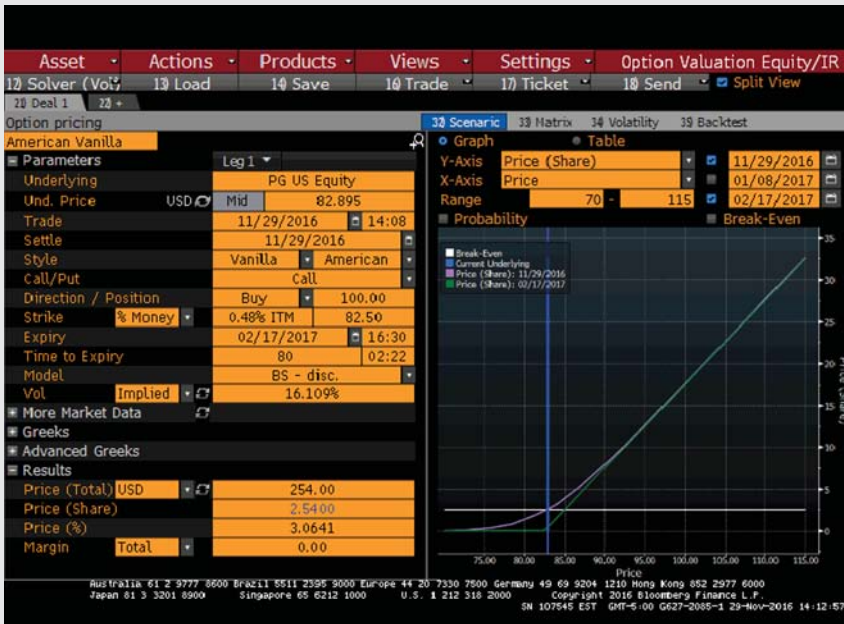 Asset Actions Products Views Settings Option Valuation Equity/IR
12) Solver (Vol) 13) Load 14) Save 16) Trade 17) Ticket 18) Send Split View
21) Deal 1 22) +
Option pricing
American Vanilla
Parameters Leg 1
Underlying PG US Equity
Und. Price USD Mid 82.895
Trade 11/29/2016 14:08
Settle 11/29/2016
Style Vanilla American
Call/Put Call
Direction / Position Buy 100.00
Strike % Money 0.48% ITM 82.50
Expiry 02/17/2017 16:30
Time to Expiry 80 02:22
Model BS - disc.
Vol Implied 16.109%
More Market Data
Greeks
Advanced Greeks
Results
Price (Total) USD 254.00
Price (Share) 2.5400
Price (%) 3.0641
Margin Total 0.00
32) Scenario 33) Matrix 34) Volatility 35) Backtest
Graph Table
Y-Axis Price (Share) 11/29/2016
X-Axis Price 01/08/2017
Range 70 - 115 02/17/2017
Probability Break-Even
Break-Even
Current Underlying
Price (Share): 11/29/2016
Price (Share): 02/17/2017
35
30
25
20
15
10
5
0
Price (Share)
75.00 80.00 85.00 90.00 95.00 100.00 105.00 110.00 115.00
Price
Australia 61 2 9777 8600 Brazil 5511 2395 9000 Europe 44 20 7330 7500 Germany 49 69 9204 1210 Hong Kong 852 2977 6000
Japan 81 3 3201 8900 Singapore 65 6212 1000 U.S. 1 212 318 2000 Copyright 2016 Bloomberg Finance L.P.
SN 107545 EST GMT-5:00 G627-2085-1 29-Nov-2016 14:12:57